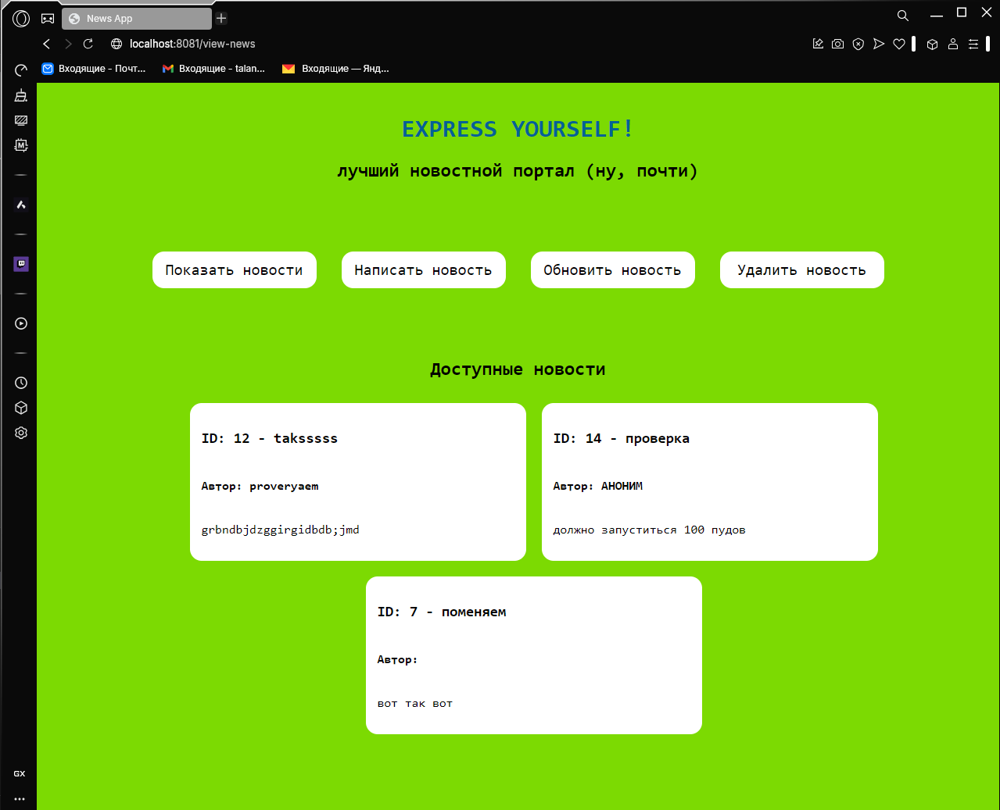 News App
localhost:8081/view-news
Входящие - Почт...
Входящие - talan...
Входящие — Янд...
M
EXPRESS YOURSELF!
лучший новостной портал (ну, почти)
Показать новости
Написать новость
Обновить новость
Удалить новость
Доступные новости
ID: 12 - taksssss
Автор: proveryaem
grbndbjdzggirgidbdb;jmd
ID: 14 - проверка
Автор: АНОНИМ
должно запуститься 100 пудов
ID: 7 - поменяем
Автор:
вот так вот
GX